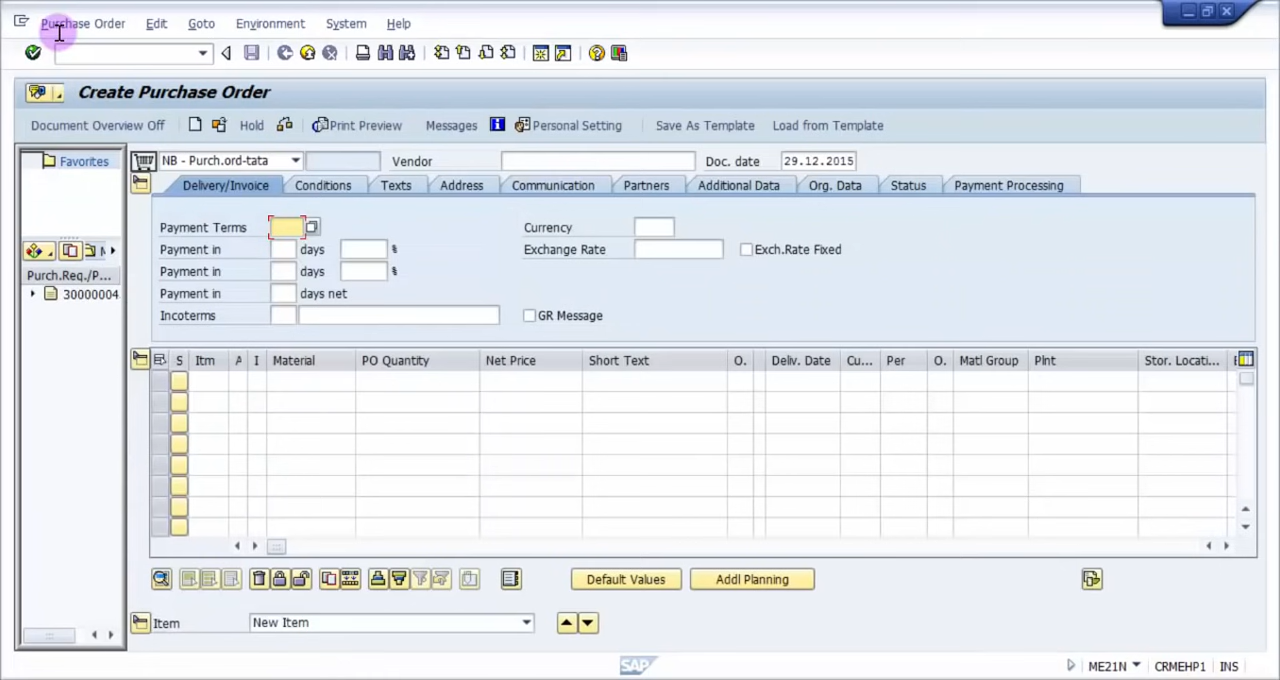 Purchase Order Edit Goto Environment System Help
Create Purchase Order
Document Overview Off Hold Print Preview Messages Personal Setting Save As Template Load from Template
Favorites
NB - Purch.ord-tata Vendor Doc. date 29.12.2015
Delivery/Invoice Conditions Texts Address Communication Partners Additional Data Org. Data Status Payment Processing
Payment Terms Currency
Payment in days % Exchange Rate Exch.Rate Fixed
Payment in days %
Payment in days net
Incoterms GR Message
Purch.Req./P...
30000004
S Itm A I Material PO Quantity Net Price Short Text O. Deliv. Date Cu... Per O. Matl Group Plnt Stor. Locati...
Default Values Addl Planning
Item New Item
SAP ME21N CRMEHP1 INS